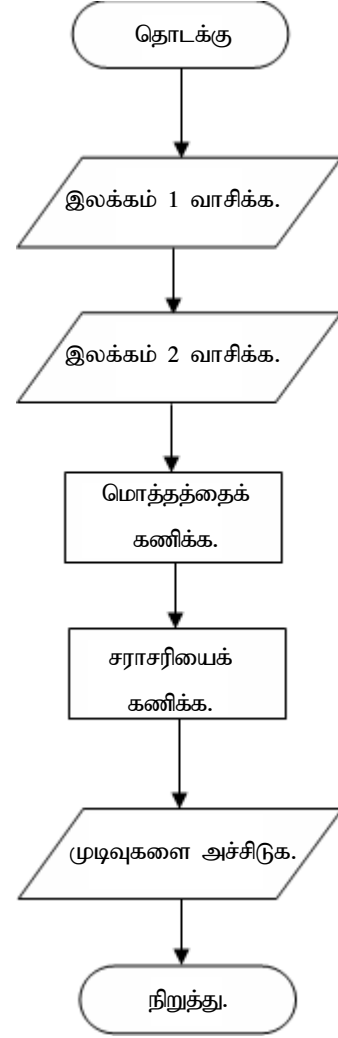 தொடக்கு
இலக்கம் 1 வாசிக்க.
இலக்கம் 2 வாசிக்க.
மொத்தத்தைக்
கணிக்க.
சராசரியைக்
கணிக்க.
முடிவுகளை அச்சிடுக.
நிறுத்து.